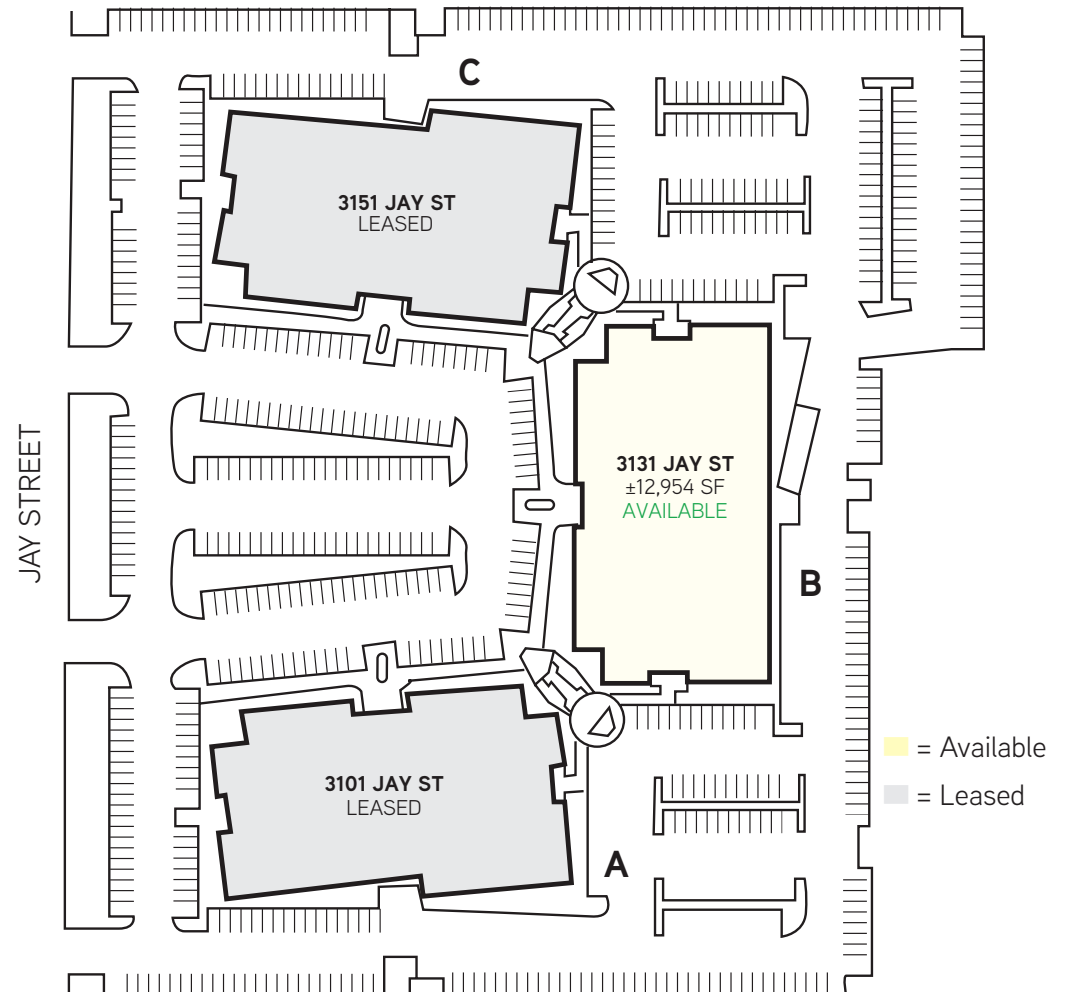 C
3151 JAY ST
LEASED
JAY STREET
3131 JAY ST
±12,954 SF
AVAILABLE
B
= Available
= Leased
3101 JAY ST
LEASED
A